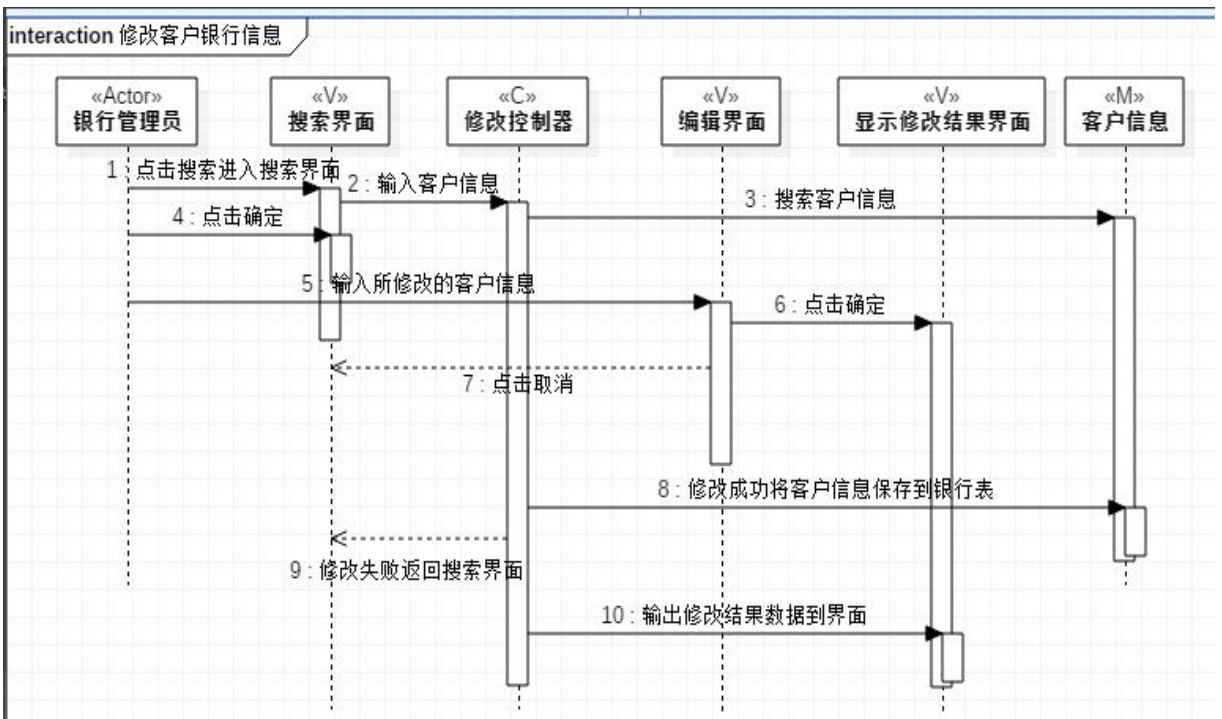 interaction 修改客户银行信息
«Actor»
银行管理员
«V»
搜索界面
«C»
修改控制器
«V»
编辑界面
«V»
显示修改结果界面
«M»
客户信息
1 : 点击搜索进入搜索界面
2 : 输入客户信息
3 : 搜索客户信息
4 : 点击确定
5 : 输入所修改的客户信息
6 : 点击确定
7 : 点击取消
8 : 修改成功将客户信息保存到银行表
9 : 修改失败返回搜索界面
10 : 输出修改结果数据到界面